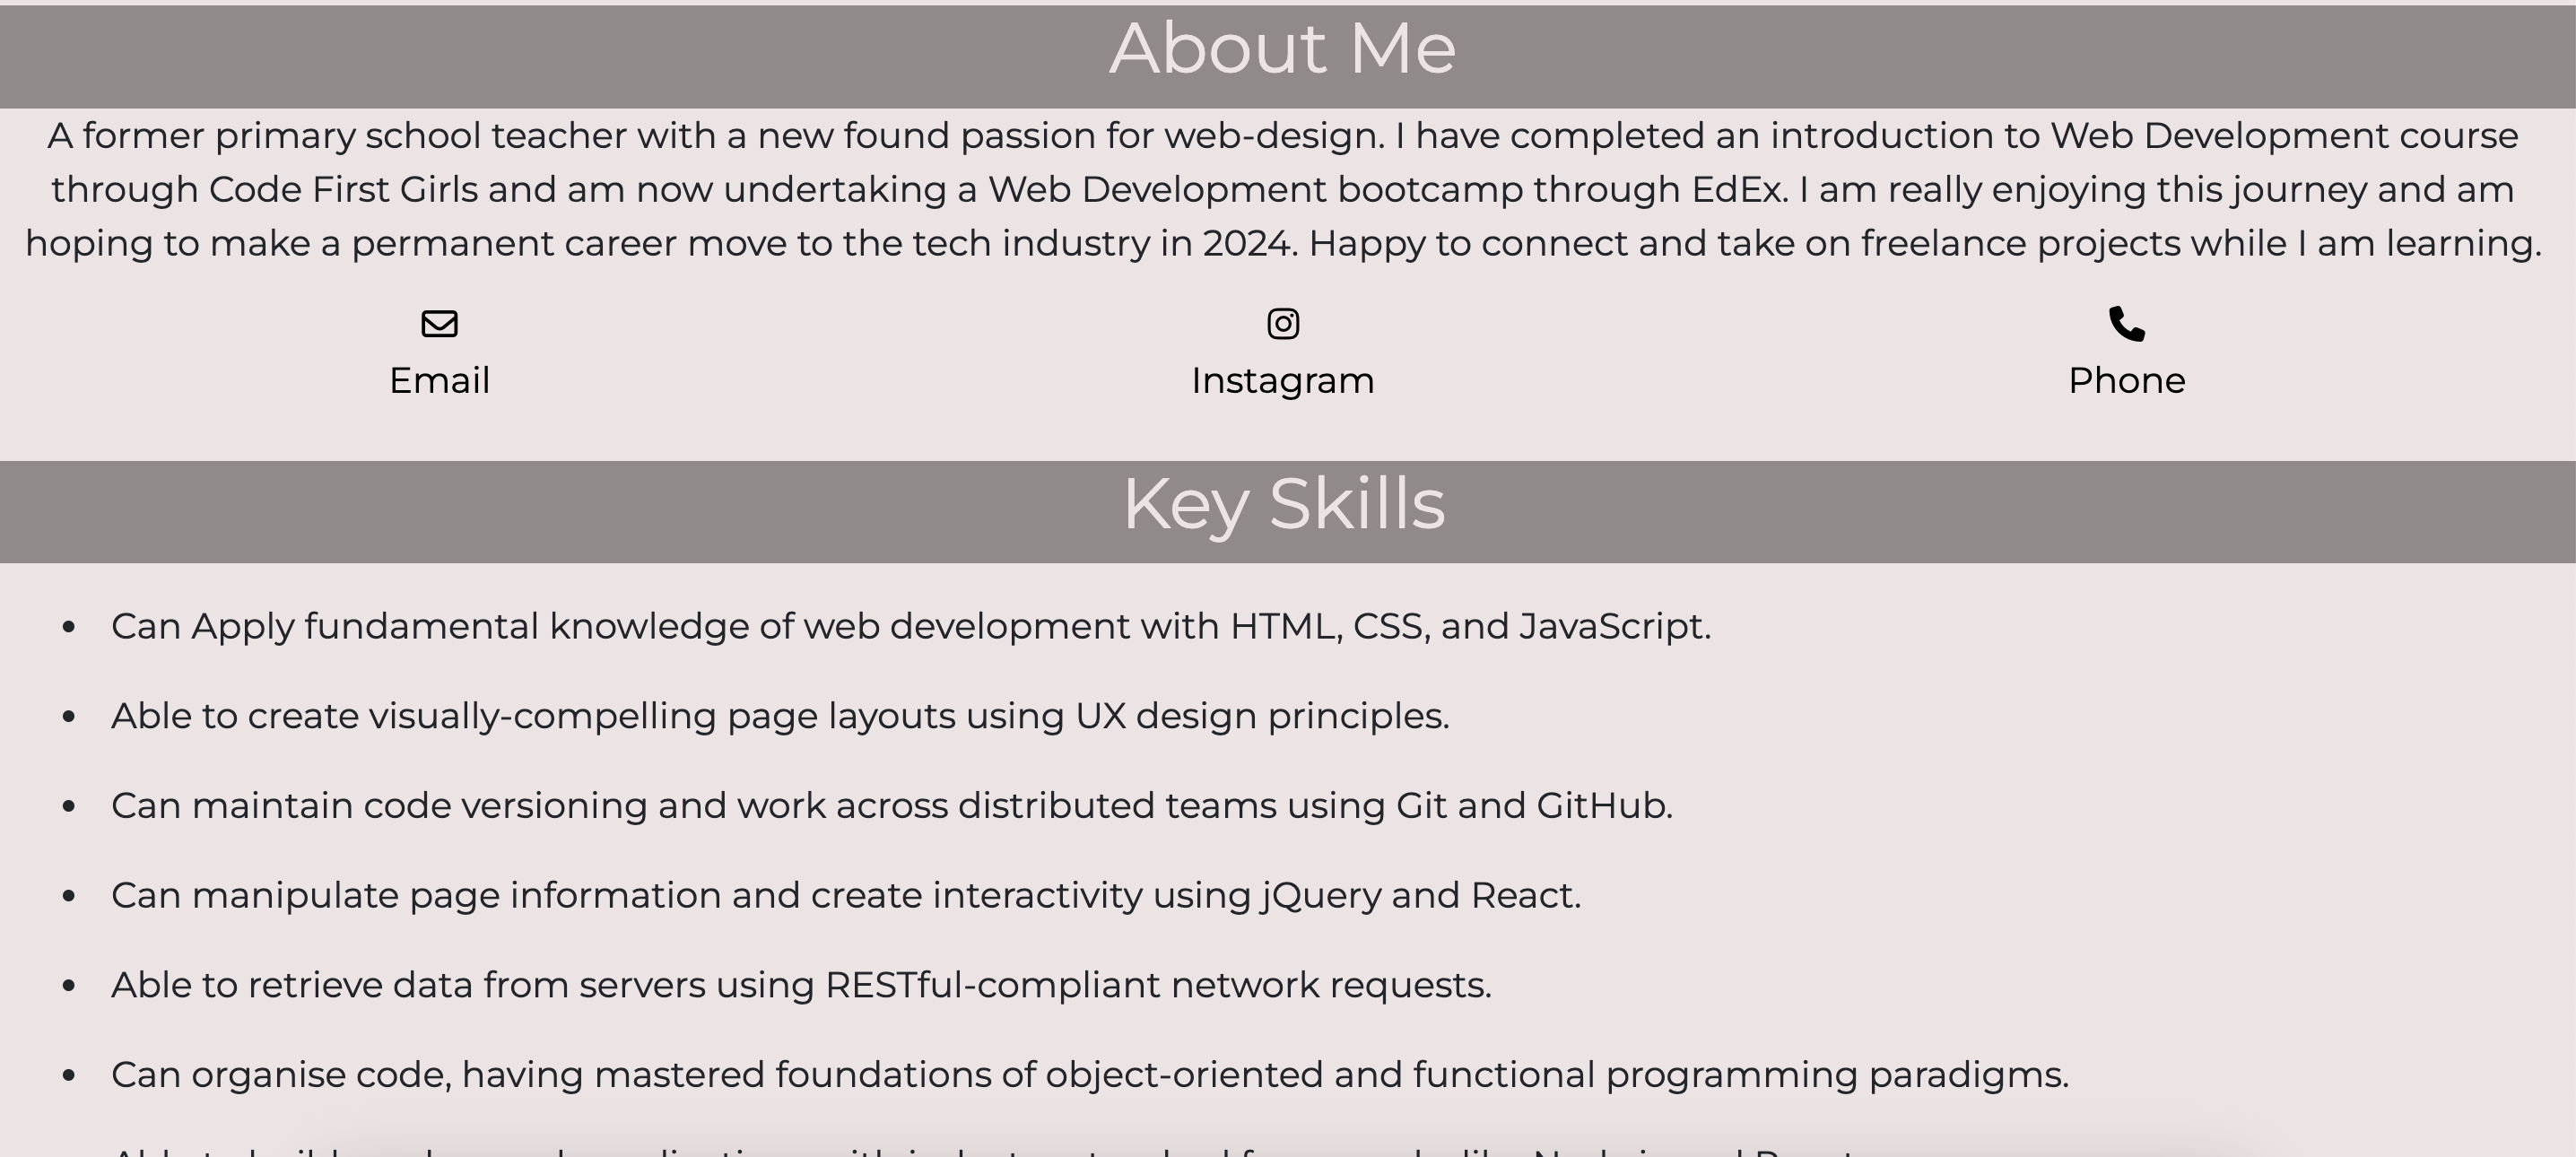 About Me
A former primary school teacher with a new found passion for web-design. I have completed an introduction to Web Development course
through Code First Girls and am now undertaking a Web Development bootcamp through EdEx. I am really enjoying this journey and am
hoping to make a permanent career move to the tech industry in 2024. Happy to connect and take on freelance projects while I am learning.
Email
Instagram
Phone
Key Skills
• Can Apply fundamental knowledge of web development with HTML, CSS, and JavaScript.
• Able to create visually-compelling page layouts using UX design principles.
• Can maintain code versioning and work across distributed teams using Git and GitHub.
• Can manipulate page information and create interactivity using jQuery and React.
• Able to retrieve data from servers using RESTful-compliant network requests.
• Can organise code, having mastered foundations of object-oriented and functional programming paradigms.